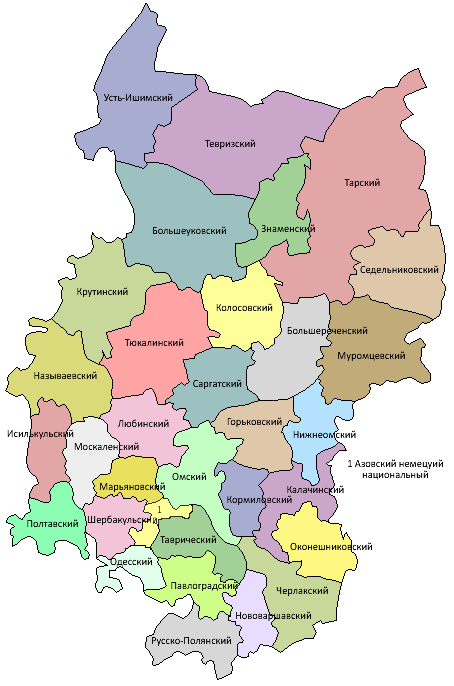 Усть-Ишимский
Тевризский
Тарский
Большеуковский
Знаменский
Седельниковский
Крутинский
Колосовский
Большереченский
Тюкалинский
Муромцевский
Называевский
Саргатский
Любинский
Горьковский
Исилькульский
Нижнеомский
Москаленский
1 Азовский немецуий
национальный
Омский
Марьяновский
Калачинский
Кормиловский
1
Полтавский
Шербакульский
Таврический
Оконешниковский
Одесский
Павлоградский
Черлакский
Нововаршавский
Русско-Полянский